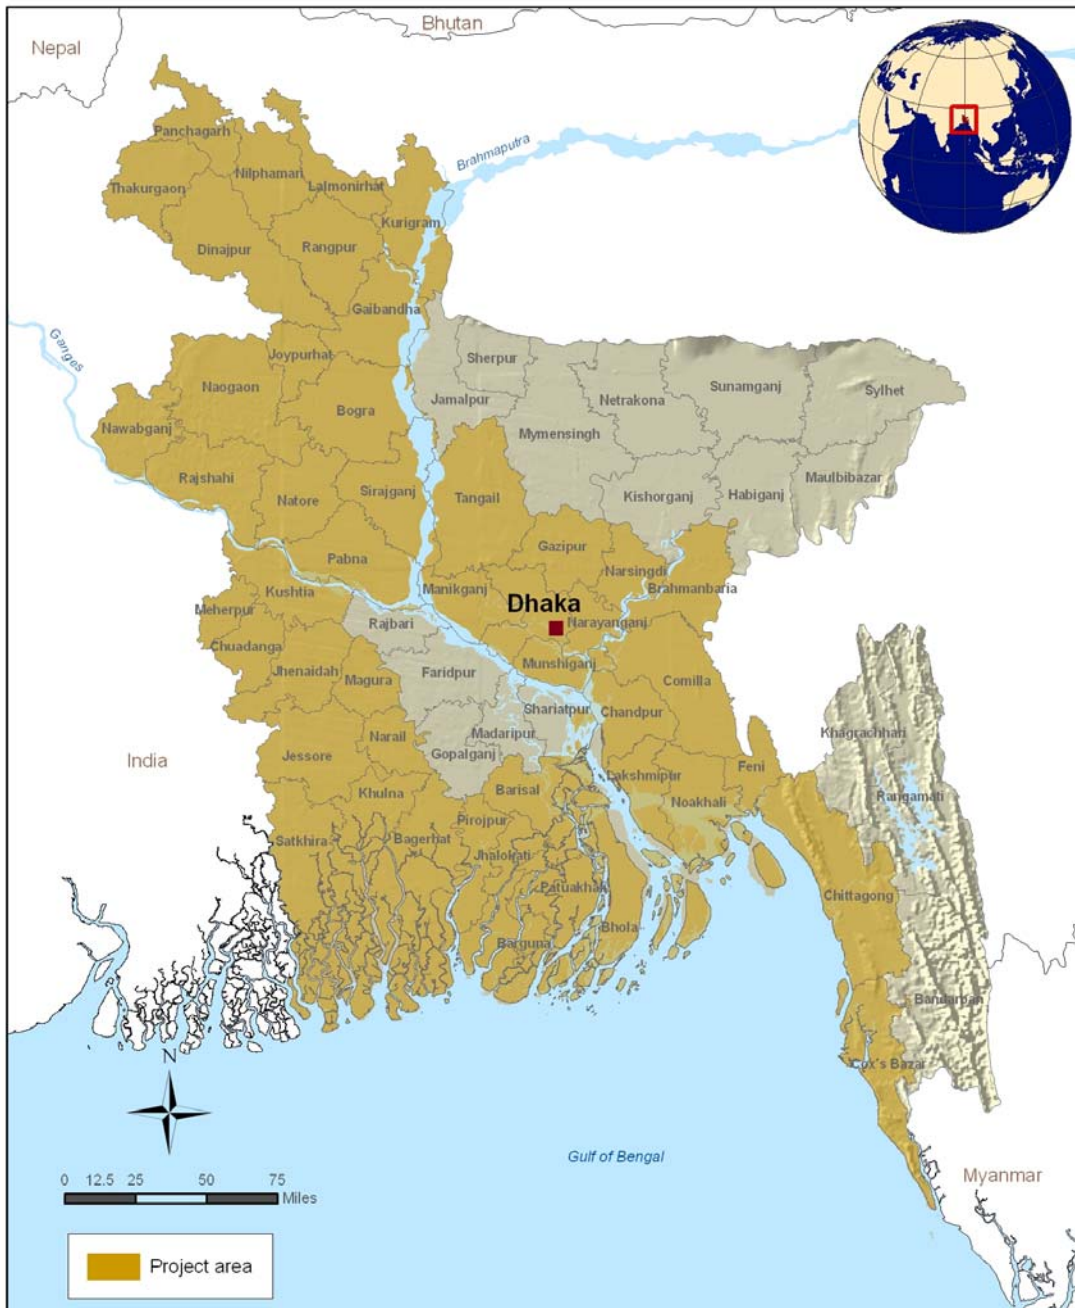 Bhutan
Nepal
Panchagarh
Brahmaputra
Nilphamari
Thakurgaon
Lalmonirhat
Kurigram
Dinajpur
Rangpur
Gaibandha
Ganges
Joypurhat
Sherpur
Naogaon
Sunamganj
Sylhet
Jamalpur
Netrakona
Bogra
Nawabganj
Mymensingh
Rajshahi
Maulbibazar
Sirajganj
Tangail
Kishorganj
Habiganj
Natore
Gazipur
Pabna
Narsingdi
Manikganj
Brahmanbaria
Kushtia
Dhaka
Meherpur
Rajbari
Narayanganj
Chuadanga
Munshiganj
Jhenaidah
Faridpur
Magura
Comilla
Shariatpur
Chandpur
Khagrachhari
Narail
Madaripur
Gopalganj
Jessore
India
Feni
Lakshmipur
Khulna
Barisal
Rangamati
Noakhali
Pirojpur
Satkhira
Bagerhat
Jhalokati
Patuakhali
Chittagong
Bhola
Barguna
Bandarban
N
Cox's Bazar
Gulf of Bengal
Myanmar
0 12.5 25 50 75
Miles
Project area